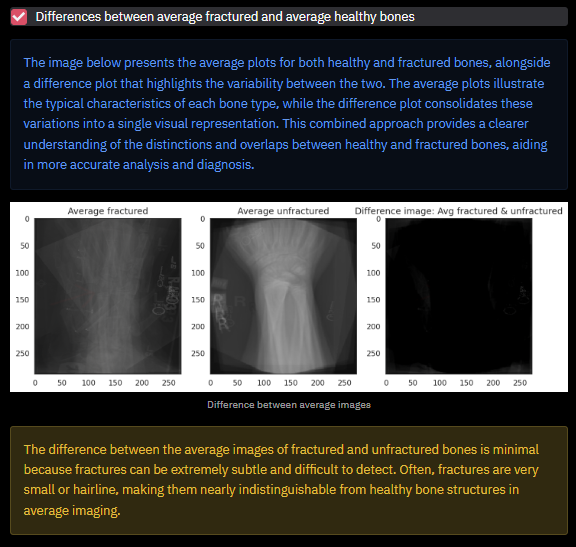 Differences between average fractured and average healthy bones
The image below presents the average plots for both healthy and fractured bones, alongside
a difference plot that highlights the variability between the two. The average plots illustrate
the typical characteristics of each bone type, while the difference plot consolidates these
variations into a single visual representation. This combined approach provides a clearer
understanding of the distinctions and overlaps between healthy and fractured bones, aiding
in more accurate analysis and diagnosis.
Average fractured
Average unfractured
Difference image: Avg fractured & unfractured
0
50
100
150
200
250
0 50 100 150 200 250
0
50
100
150
200
250
R
R
R
R
0 50 100 150 200 250
0
50
100
150
200
250
0 50 100 150 200 250
Difference between average images
The difference between the average images of fractured and unfractured bones is minimal
because fractures can be extremely subtle and difficult to detect. Often, fractures are very
small or hairline, making them nearly indistinguishable from healthy bone structures in
average imaging.